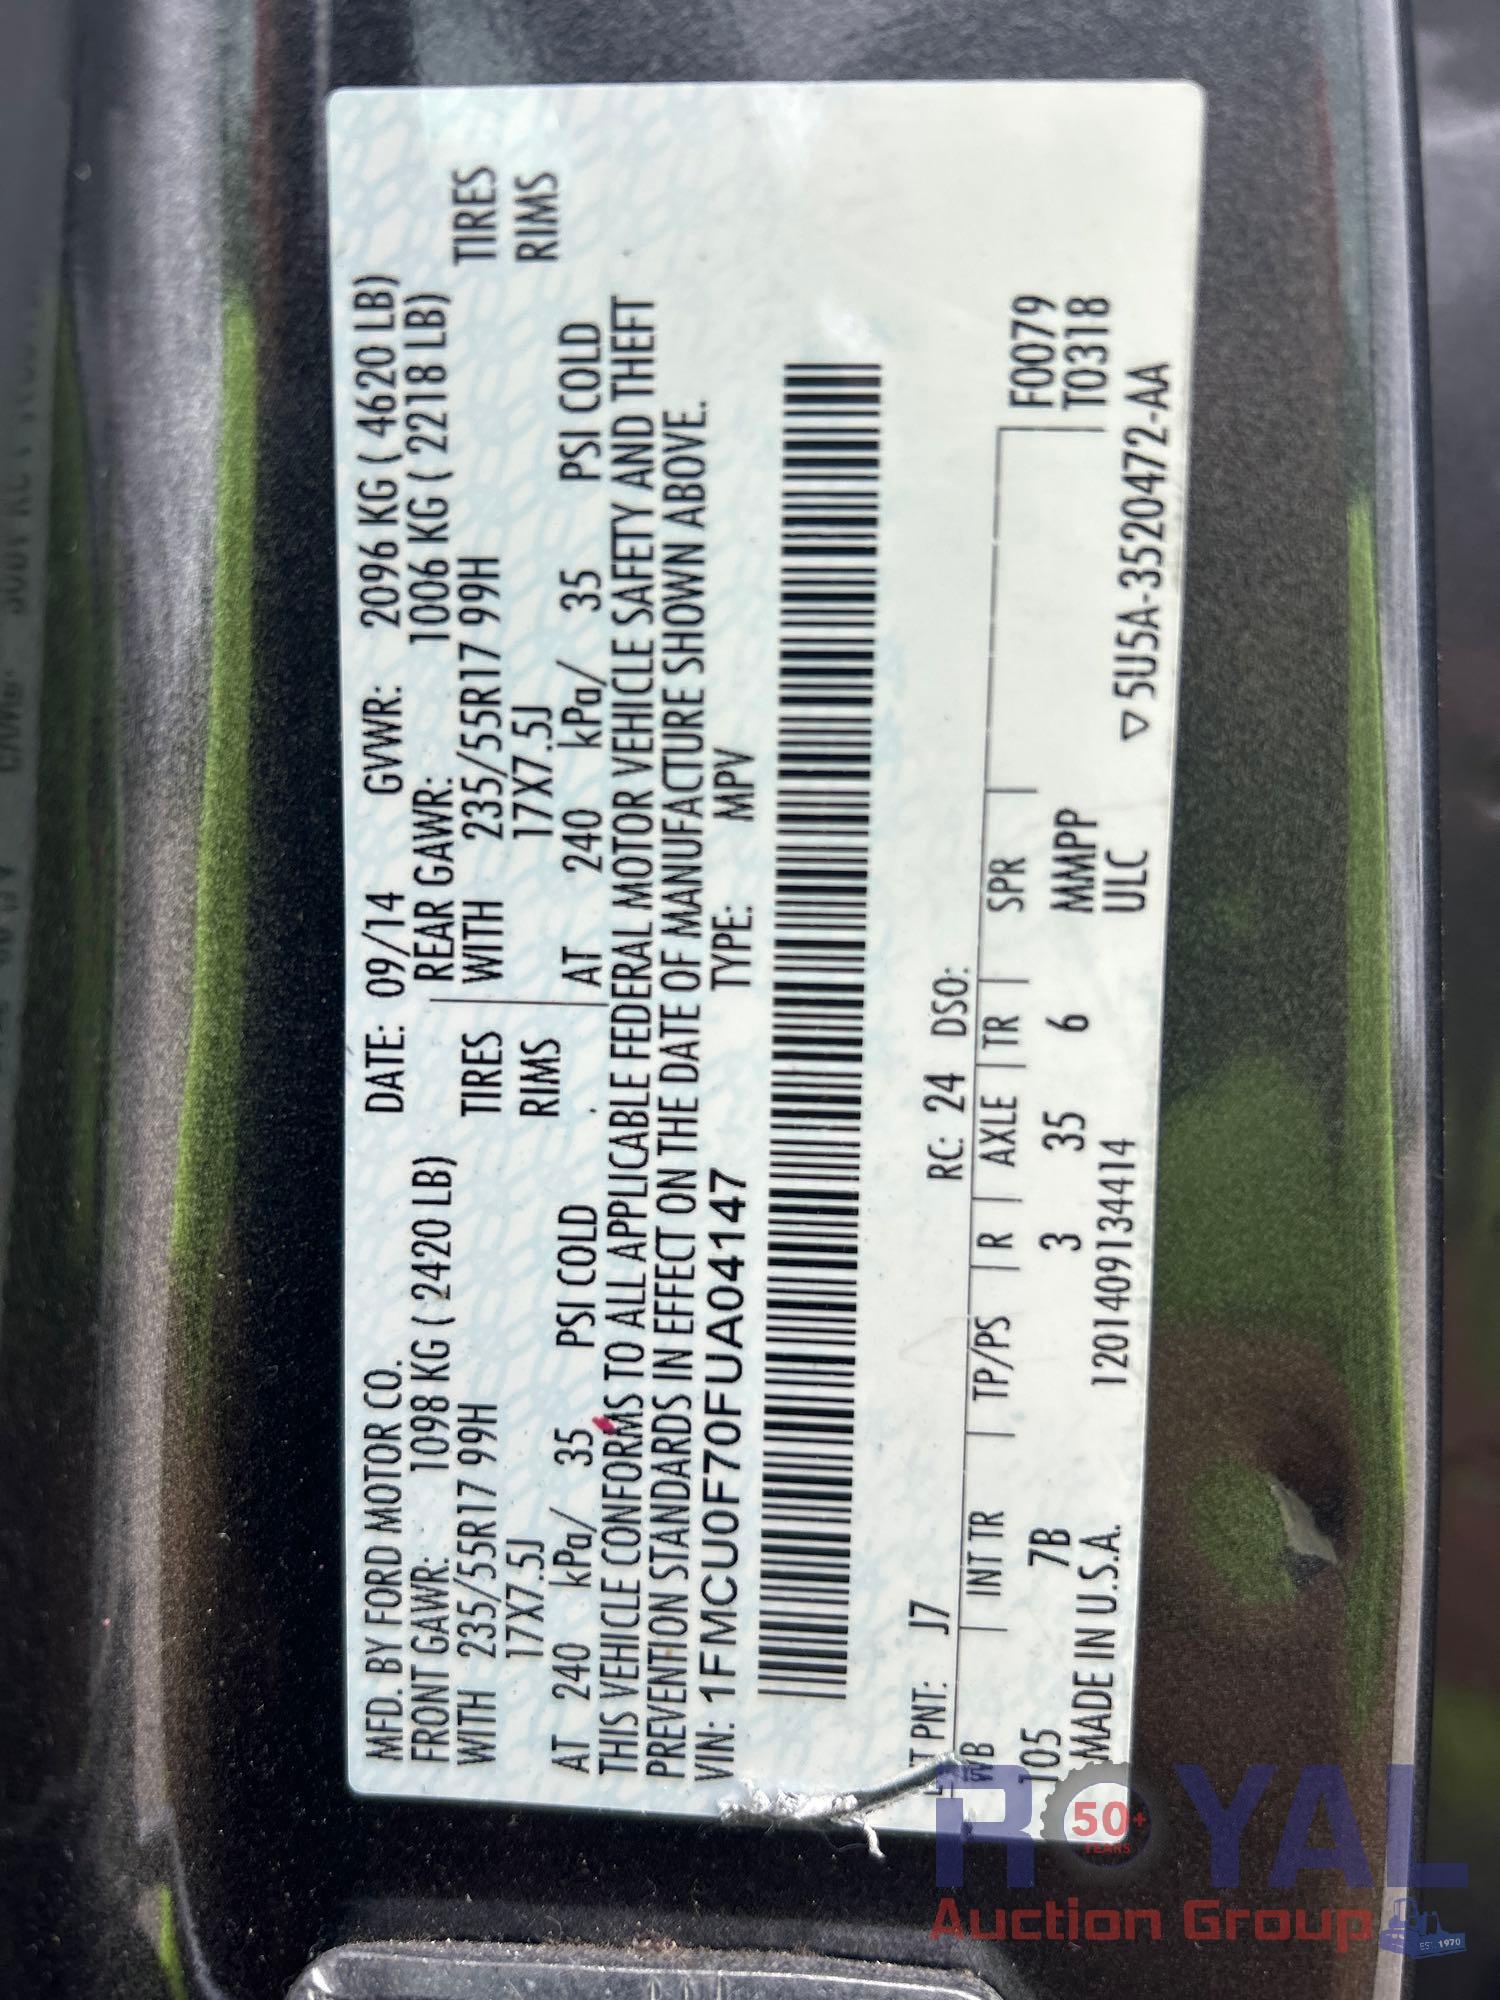 MFD. BY FORD MOTOR CO. DATE: 09/14 GVWR: 2096 KG ( 4620 LB)
FRONT GAWR: 1098 KG ( 2420 LB) REAR GAWR: 1006 KG ( 2218 LB)
WITH 235/55R17 99H TIRES WITH 235/55R17 99H TIRES
17X7.5J RIMS 17X7.5J RIMS
AT 240 kPa/ 35 PSI COLD AT 240 kPa/ 35 PSI COLD
THIS VEHICLE CONFORMS TO ALL APPLICABLE FEDERAL MOTOR VEHICLE SAFETY AND THEFT
PREVENTION STANDARDS IN EFFECT ON THE DATE OF MANUFACTURE SHOWN ABOVE.
VIN: 1FMCU0F70FUA04147 TYPE: MPV
PNT: J7 RC: 24 DSO:
WB INT TR TP/PS R AXLE TR SPR F0079
105 7B 3 35 6 MMPP T0318
MADE IN U.S.A. 1201409134414 ULC ▽ 5U5A-3520472-AA
ROYAL
50+
YEARS
Auction Group
EST. 1970